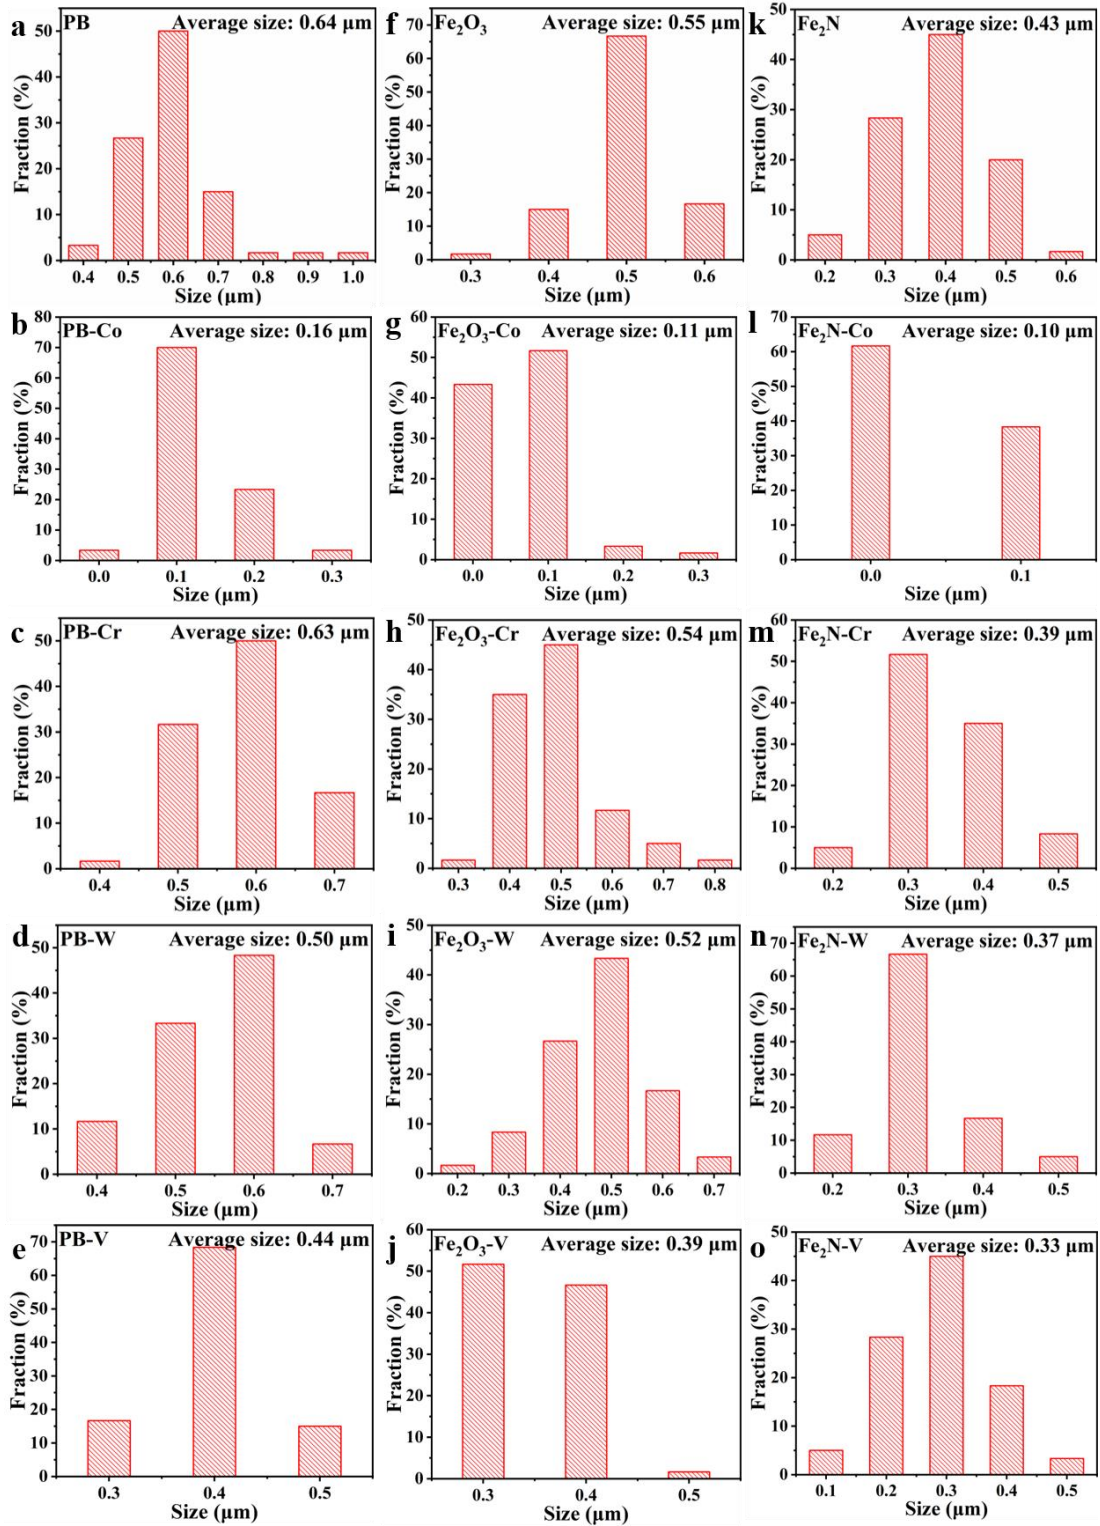 a
PB
Average size: 0.64 μm
Fraction (%)
50
40
30
20
10
0
0.4 0.5 0.6 0.7 0.8 0.9 1.0
Size (μm)
f
Fe₂O₃
Average size: 0.55 μm
Fraction (%)
70
60
50
40
30
20
10
0
0.3 0.4 0.5 0.6
Size (μm)
k
Fe₂N
Average size: 0.43 μm
Fraction (%)
50
40
30
20
10
0
0.2 0.3 0.4 0.5 0.6
Size (μm)
b
PB-Co
Average size: 0.16 μm
Fraction (%)
80
70
60
50
40
30
20
10
0
0.0 0.1 0.2 0.3
Size (μm)
g
Fe₂O₃-Co
Average size: 0.11 μm
Fraction (%)
60
50
40
30
20
10
0
0.0 0.1 0.2 0.3
Size (μm)
l
Fe₂N-Co
Average size: 0.10 μm
Fraction (%)
70
60
50
40
30
20
10
0
0.0 0.1
Size (μm)
c
PB-Cr
Average size: 0.63 μm
Fraction (%)
50
40
30
20
10
0
0.4 0.5 0.6 0.7
Size (μm)
h
Fe₂O₃-Cr
Average size: 0.54 μm
Fraction (%)
50
40
30
20
10
0
0.3 0.4 0.5 0.6 0.7 0.8
Size (μm)
m
Fe₂N-Cr
Average size: 0.39 μm
Fraction (%)
60
50
40
30
20
10
0
0.2 0.3 0.4 0.5
Size (μm)
d
PB-W
Average size: 0.50 μm
Fraction (%)
50
40
30
20
10
0
0.4 0.5 0.6 0.7
Size (μm)
i
Fe₂O₃-W
Average size: 0.52 μm
Fraction (%)
50
40
30
20
10
0
0.2 0.3 0.4 0.5 0.6 0.7
Size (μm)
n
Fe₂N-W
Average size: 0.37 μm
Fraction (%)
70
60
50
40
30
20
10
0
0.2 0.3 0.4 0.5
Size (μm)
e
PB-V
Average size: 0.44 μm
Fraction (%)
70
60
50
40
30
20
10
0
0.3 0.4 0.5
Size (μm)
j
Fe₂O₃-V
Average size: 0.39 μm
Fraction (%)
60
50
40
30
20
10
0
0.3 0.4 0.5
Size (μm)
o
Fe₂N-V
Average size: 0.33 μm
Fraction (%)
50
40
30
20
10
0
0.1 0.2 0.3 0.4 0.5
Size (μm)